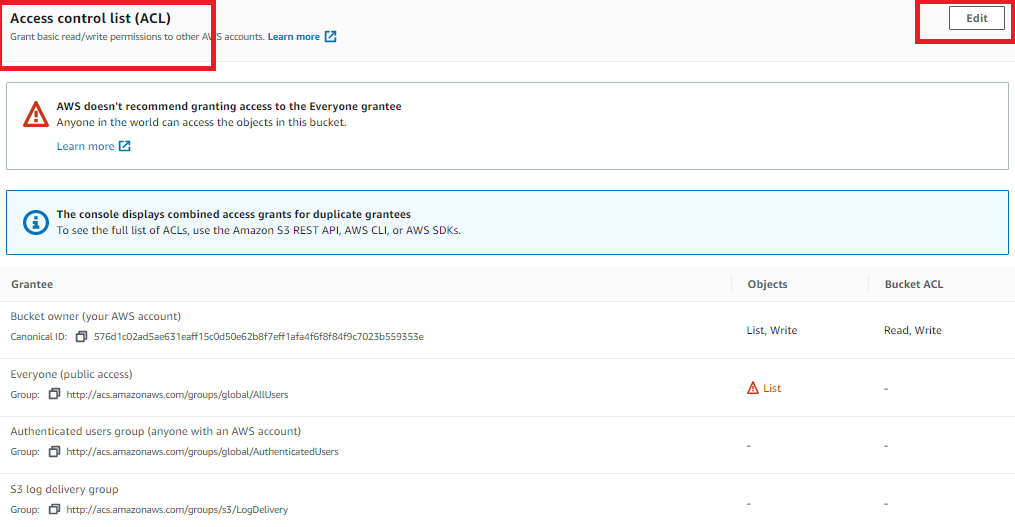 Access control list (ACL)
Edit
Grant basic read/write permissions to other AWS accounts. Learn more
AWS doesn't recommend granting access to the Everyone grantee
Anyone in the world can access the objects in this bucket.
Learn more
The console displays combined access grants for duplicate grantees
To see the full list of ACLs, use the Amazon S3 REST API, AWS CLI, or AWS SDKs.
Grantee Objects Bucket ACL
Bucket owner (your AWS account)
Canonical ID: 576d1c02ad5ae631eaff15c0d50e62b8f7eff1afa4f6f8f84f9c7023b559353e
List, Write Read, Write
Everyone (public access)
Group: http://acs.amazonaws.com/groups/global/AllUsers
List -
Authenticated users group (anyone with an AWS account)
Group: http://acs.amazonaws.com/groups/global/AuthenticatedUsers
- -
S3 log delivery group
Group: http://acs.amazonaws.com/groups/s3/LogDelivery
- -